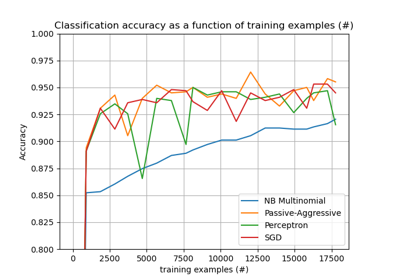 Classification accuracy as a function of training examples (#)
1.000
0.975
0.950
0.925
0.900
0.875
0.850
0.825
0.800
Accuracy
NB Multinomial
Passive-Aggressive
Perceptron
SGD
0 2500 5000 7500 10000 12500 15000 17500
training examples (#)